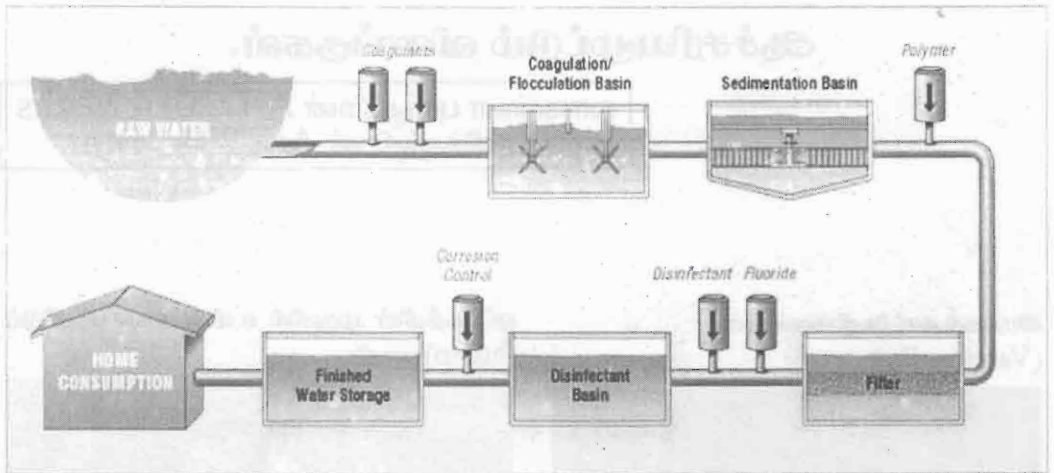 Coagulants
Coagulation/
Flocculation Basin
Sedimentation Basin
Polymer
RAW WATER
Corrosion
Control
Disinfectant Fluoride
HOME
CONSUMPTION
Finished
Water Storage
Disinfectant
Basin
Filter